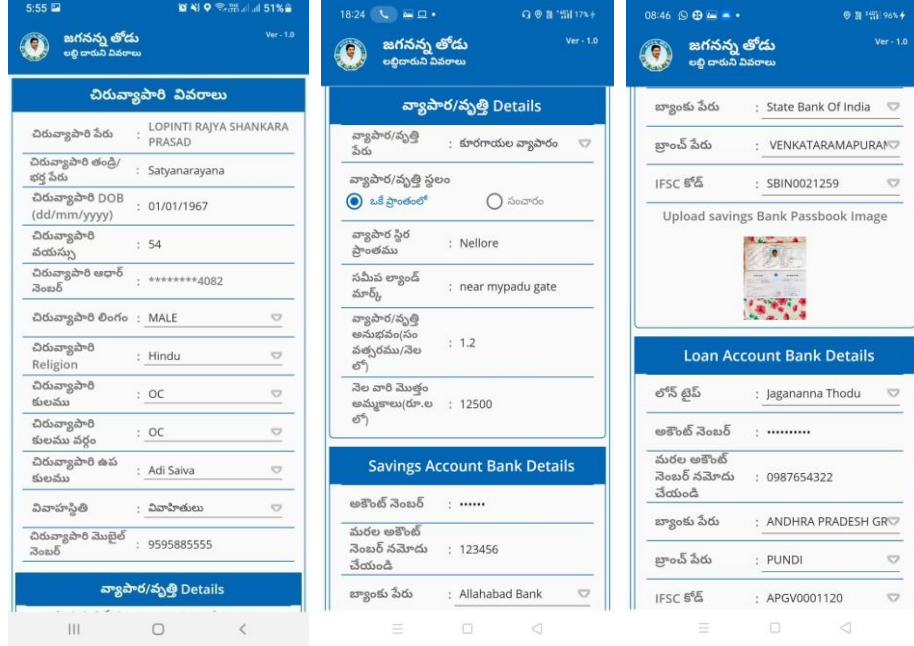 5:55
51%
జగనన్న తోడు
Ver - 1.0
లబ్ధి దారుని వివరాలు
చిరువ్యాపారి వివరాలు
చిరువ్యాపారి పేరు : LOPINTI RAJYA SHANKARA
PRASAD
చిరువ్యాపారి తండ్రి/
భర్త పేరు : Satyanarayana
చిరువ్యాపారి DOB
(dd/mm/yyyy) : 01/01/1967
చిరువ్యాపారి
వయస్సు : 54
చిరువ్యాపారి ఆధార్
నెంబర్ : ********4082
చిరువ్యాపారి లింగం : MALE
చిరువ్యాపారి
Religion : Hindu
చిరువ్యాపారి
కులము : OC
చిరువ్యాపారి
కులము వర్గం : OC
చిరువ్యాపారి ఉప
కులము : Adi Saiva
వివాహస్థితి : వివాహితులు
చిరువ్యాపారి మొబైల్
నెంబర్ : 9595885555
వ్యాపార/వృత్తి Details
18:24
17%
జగనన్న తోడు
Ver - 1.0
లబ్ధిదారుని వివరాలు
వ్యాపార/వృత్తి Details
వ్యాపార/వృత్తి
పేరు : కూరగాయల వ్యాపారం
వ్యాపార/వృత్తి స్థలం
ఒకే ప్రాంతంలో సంచారం
వ్యాపార స్థిర
ప్రాంతము : Nellore
సమీప ల్యాండ్
మార్క్ : near mypadu gate
వ్యాపార/వృత్తి
అనుభవం(సం
వత్సరము/నెల
లో) : 1.2
నెల వారి మొత్తం
అమ్మకాలు(రూ.ల
లో) : 12500
Savings Account Bank Details
అకౌంట్ నెంబర్ : ••••••
మరల అకౌంట్
నెంబర్ నమోదు
చేయండి : 123456
బ్యాంకు పేరు : Allahabad Bank
08:46
96%
జగనన్న తోడు
Ver - 1.0
లబ్ధిదారుని వివరాలు
బ్యాంకు పేరు : State Bank Of India
బ్రాంచ్ పేరు : VENKATARAMAPURAM
IFSC కోడ్ : SBIN0021259
Upload savings Bank Passbook Image
Loan Account Bank Details
లోన్ టైప్ : Jagananna Thodu
అకౌంట్ నెంబర్ : ••••••••••
మరల అకౌంట్
నెంబర్ నమోదు
చేయండి : 0987654322
బ్యాంకు పేరు : ANDHRA PRADESH GR
బ్రాంచ్ పేరు : PUNDI
IFSC కోడ్ : APGV0001120